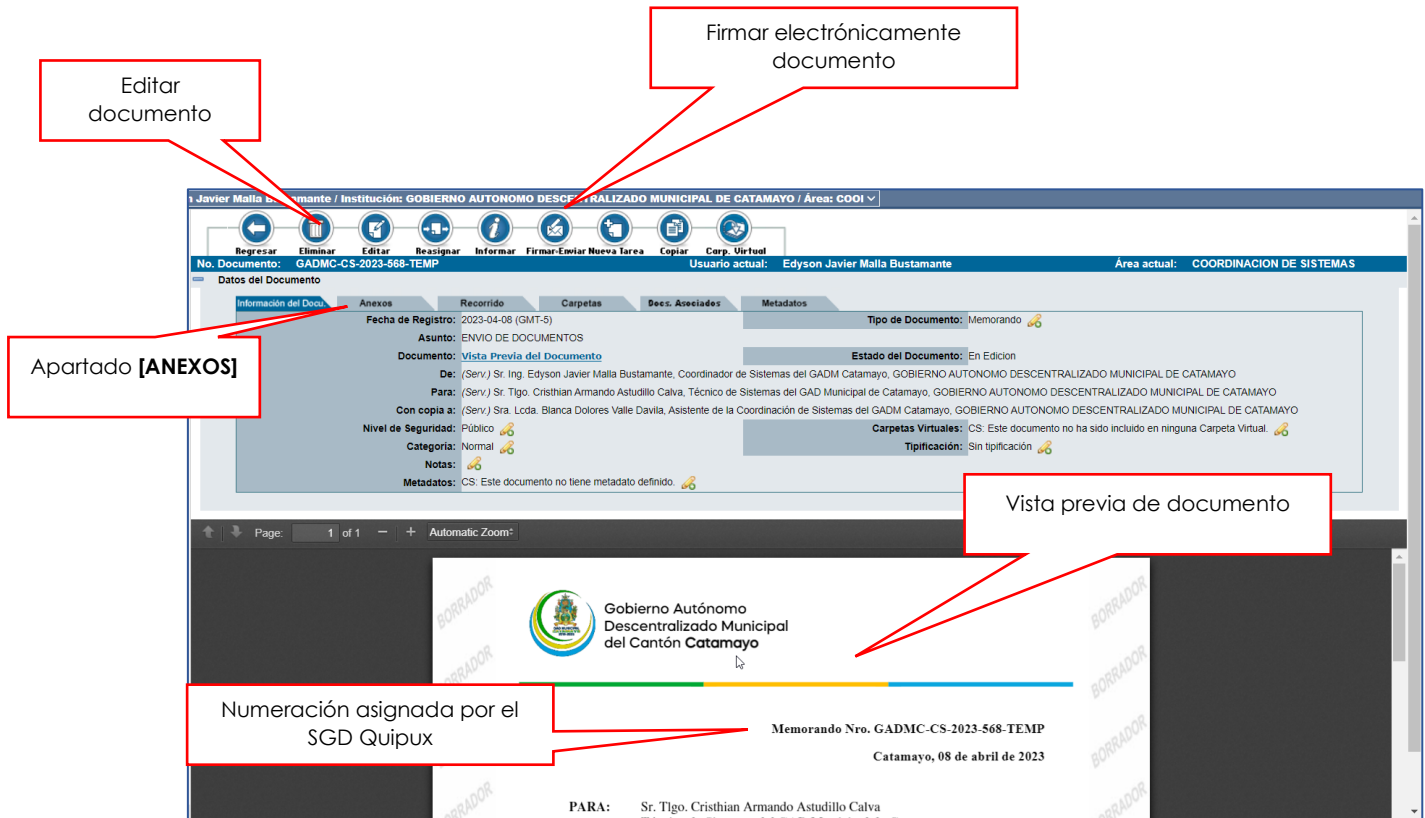 Firmar electrónicamente
documento
Editar
documento
Javier Malla B
mante / Institución: GOBIERNO AUTONOMO DESCE
TRALIZADO MUNICIPAL DE CATAMAYO / Área: COOI
Regresar Eliminar Editar Reasignar Informar Firmar-Enviar Nueva Tarea Copiar Carp. Virtual
No. Documento: GADMC-CS-2023-568-TEMP Usuario actual: Edyson Javier Malla Bustamante Área actual: COORDINACION DE SISTEMAS
Datos del Documento
Información del Docu. Anexos Recorrido Carpetas Docs. Asociados Metadatos
Fecha de Registro: 2023-04-08 (GMT-5) Tipo de Documento: Memorando
Asunto: ENVIO DE DOCUMENTOS
Apartado [ANEXOS]
Documento: Vista Previa del Documento Estado del Documento: En Edicion
De: (Serv.) Sr. Ing. Edyson Javier Malla Bustamante, Coordinador de Sistemas del GADM Catamayo, GOBIERNO AUTONOMO DESCENTRALIZADO MUNICIPAL DE CATAMAYO
Para: (Serv.) Sr. Tlgo. Cristhian Armando Astudillo Calva, Técnico de Sistemas del GAD Municipal de Catamayo, GOBIERNO AUTONOMO DESCENTRALIZADO MUNICIPAL DE CATAMAYO
Con copia a: (Serv.) Sra. Lcda. Blanca Dolores Valle Davila, Asistente de la Coordinación de Sistemas del GADM Catamayo, GOBIERNO AUTONOMO DESCENTRALIZADO MUNICIPAL DE CATAMAYO
Nivel de Seguridad: Público Carpetas Virtuales: CS: Este documento no ha sido incluido en ninguna Carpeta Virtual.
Categoría: Normal Tipificación: Sin tipificación
Notas:
Metadatos: CS: Este documento no tiene metadato definido.
Vista previa de documento
Page: 1 of 1 − + Automatic Zoom
BORRADOR BORRADOR
Gobierno Autónomo
Descentralizado Municipal
del Cantón Catamayo
BORRADOR BORRADOR
Numeración asignada por el
SGD Quipux
Memorando Nro. GADMC-CS-2023-568-TEMP
BORRADOR
Catamayo, 08 de abril de 2023
BORRADOR BORRADOR
PARA: Sr. Tlgo. Cristhian Armando Astudillo Calva